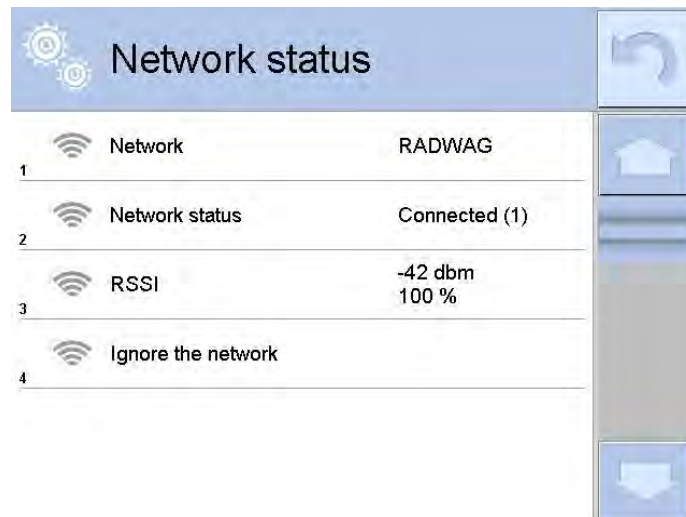 Network status
1 Network RADWAG
2 Network status Connected (1)
3 RSSI -42 dbm
100 %
4 Ignore the network